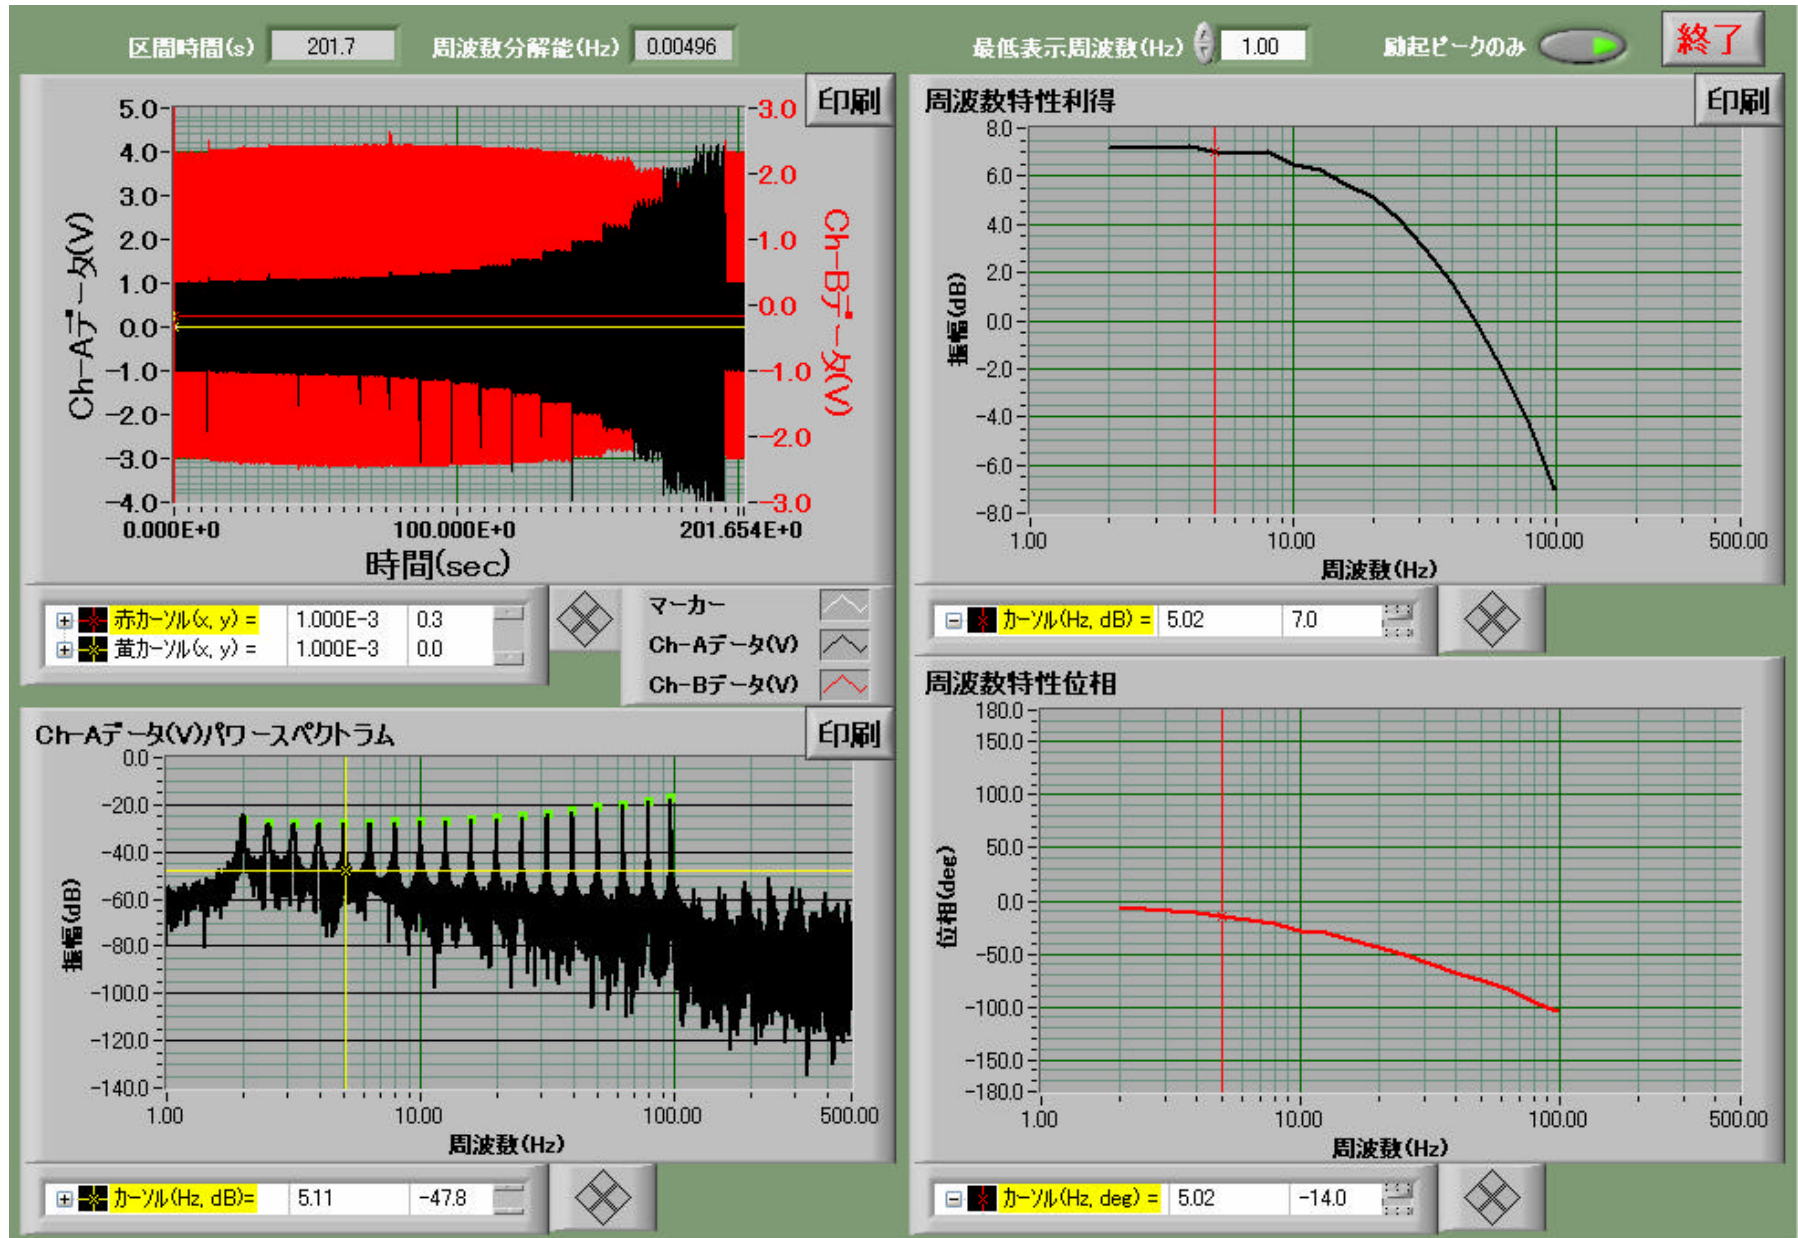 区間時間(s) 201.7 周波数分解能(Hz) 0.00496 最低表示周波数(Hz) 1.00 励起ピークのみ 終了
印刷
5.0
4.0
3.0
2.0
1.0
0.0
-1.0
-2.0
-3.0
-4.0
Ch-Aデータ(V)
3.0
2.0
1.0
0.0
-1.0
-2.0
-3.0
Ch-Bデータ(V)
0.000E+0 100.000E+0 201.654E+0
時間(sec)
赤カーソル(x, y) = 1.000E-3 0.3
黄カーソル(x, y) = 1.000E-3 0.0
マーカー
Ch-Aデータ(V)
Ch-Bデータ(V)
Ch-Aデータ(V)パワースペクトラム 印刷
0.0
-20.0
-40.0
-60.0
-80.0
-100.0
-120.0
-140.0
振幅(dB)
1.00 10.00 100.00 500.00
周波数(Hz)
カーソル(Hz, dB)= 5.11 -47.8
周波数特性利得 印刷
8.0
6.0
4.0
2.0
0.0
-2.0
-4.0
-6.0
-8.0
振幅(dB)
1.00 10.00 100.00 500.00
周波数(Hz)
カーソル(Hz, dB) = 5.02 7.0
周波数特性位相
180.0
150.0
100.0
50.0
0.0
-50.0
-100.0
-150.0
-180.0
位相(deg)
1.00 10.00 100.00 500.00
周波数(Hz)
カーソル(Hz, deg) = 5.02 -14.0